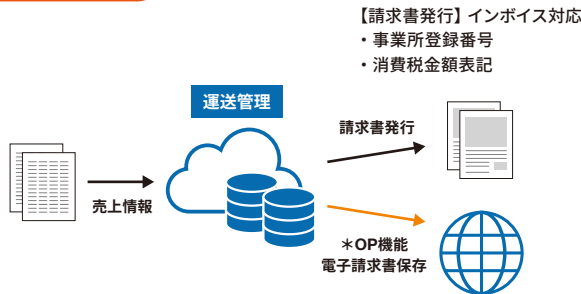 【請求書発行】インボイス対応
・事業所登録番号
・消費税金額表記
運送管理
請求書発行
売上情報
＊OP機能
電子請求書保存